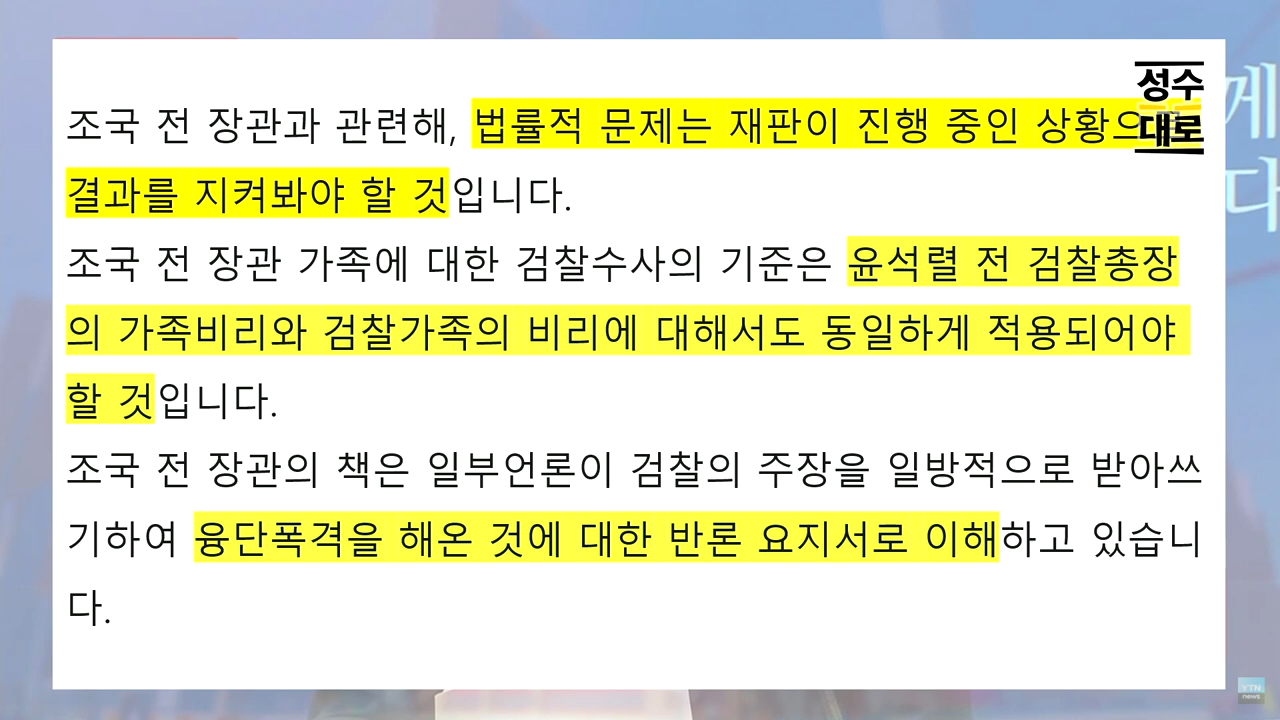 조국 전 장관과 관련해, 법률적 문제는 재판이 진행 중인 상황으
결과를 지켜봐야 할 것입니다.
조국 전 장관 가족에 대한 검찰수사의 기준은 윤석렬 전 검찰총장
의 가족비리와 검찰가족의 비리에 대해서도 동일하게 적용되어야
할 것입니다.
조국 전 장관의 책은 일부언론이 검찰의 주장을 일방적으로 받아쓰
기하여 융단폭격을 해온 것에 대한 반론 요지서로 이해하고 있습니
다.
성수
대로
께
다
YTN
news